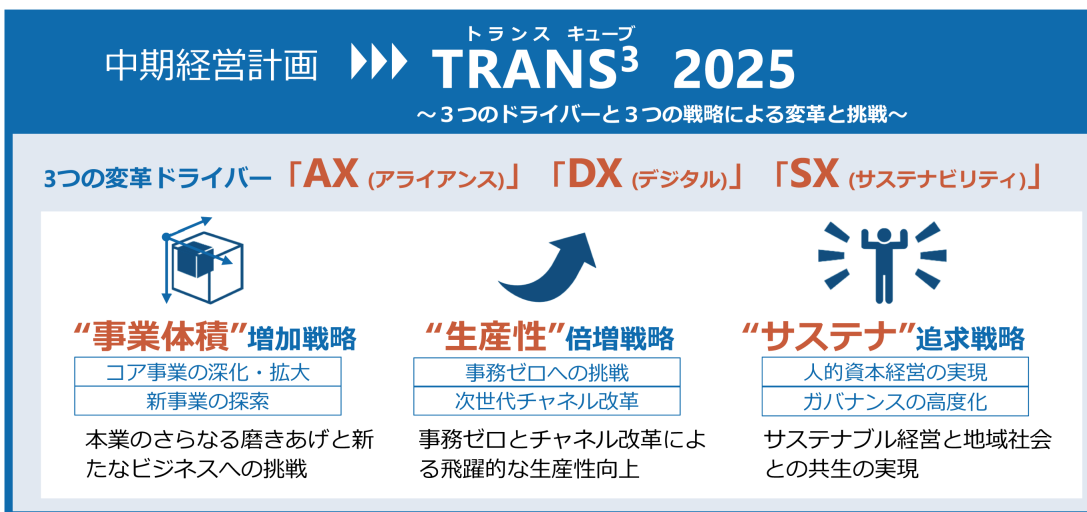 トランス キューブ
中期経営計画 TRANS³ 2025
～３つのドライバーと３つの戦略による変革と挑戦～
3つの変革ドライバー「AX (アライアンス)」「DX (デジタル)」「SX (サステナビリティ)」
“事業体積”増加戦略
コア事業の深化・拡大
新事業の探索
本業のさらなる磨きあげと新
たなビジネスへの挑戦
“生産性”倍増戦略
事務ゼロへの挑戦
次世代チャネル改革
事務ゼロとチャネル改革によ
る飛躍的な生産性向上
“サステナ”追求戦略
人的資本経営の実現
ガバナンスの高度化
サステナブル経営と地域社会
との共生の実現